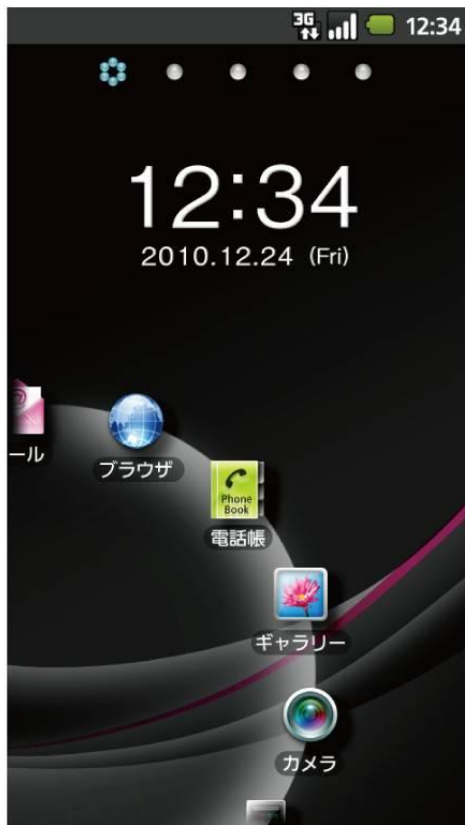 3G 12:34
12:34
2010.12.24 (Fri)
@
ール
ブラウザ
Phone
Book
電話帳
ギャラリー
カメラ